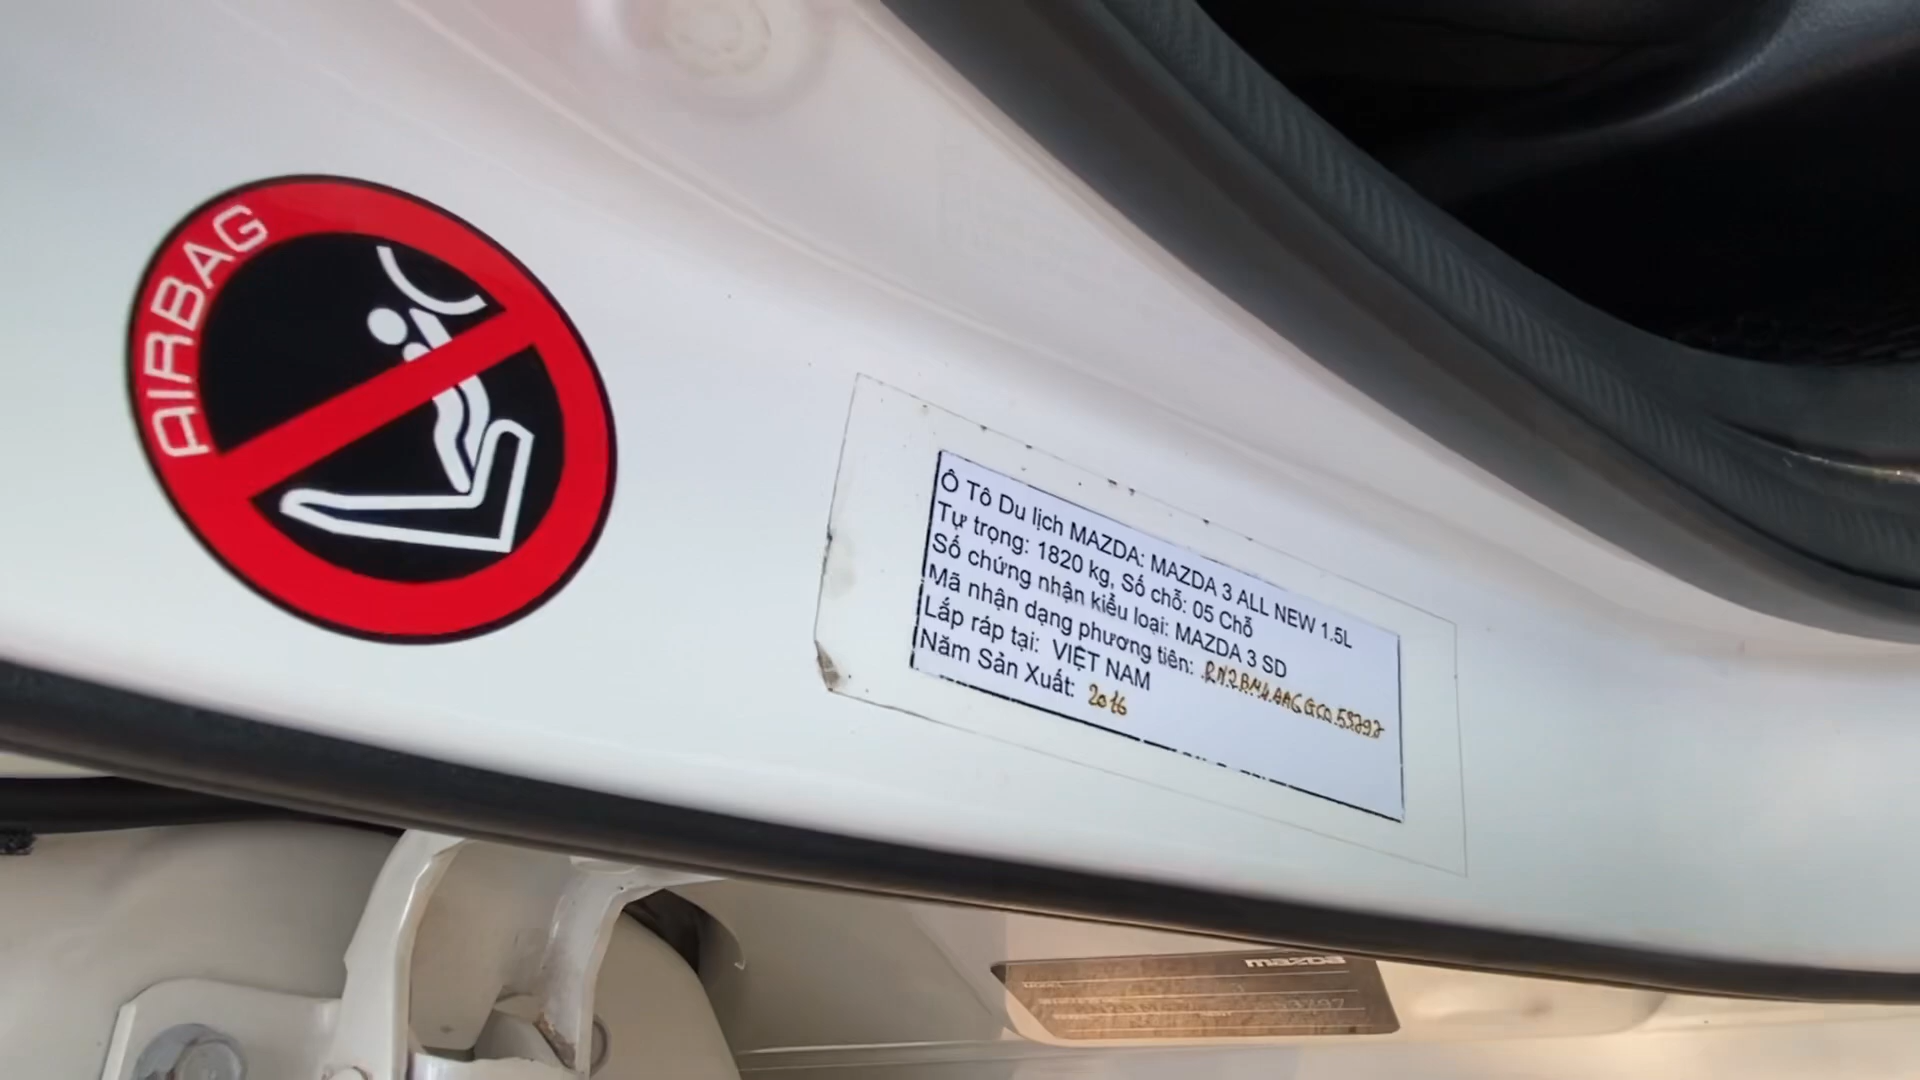 AIRBAG
Ô Tô Du lịch MAZDA: MAZDA 3 ALL NEW 1.5L
Tự trọng: 1820 kg, Số chỗ: 05 Chỗ
Số chứng nhận kiểu loại: MAZDA 3 SD
Mã nhận dạng phương tiên:
Lắp ráp tại: VIỆT NAM
Năm Sản Xuất: 2016
mazda